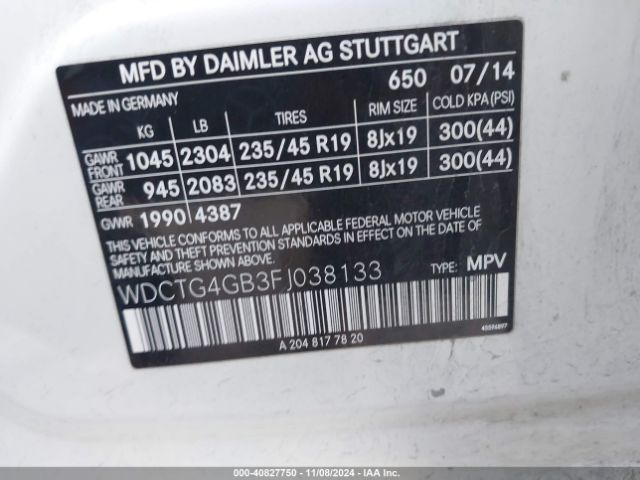 MFD BY DAIMLER AG STUTTGART
650 07/14
MADE IN GERMANY
KG LB TIRES RIM SIZE COLD KPA(PSI)
GAWR FRONT 1045 2304 235/45 R19 8Jx19 300(44)
GAWR REAR 945 2083 235/45 R19 8Jx19 300(44)
GVWR 1990 4387
THIS VEHICLE CONFORMS TO ALL APPLICABLE FEDERAL MOTOR VEHICLE
SAFETY AND THEFT PREVENTION STANDARDS IN EFFECT ON THE DATE OF
MANUFACTURE SHOWN ABOVE.
WDCTG4GB3FJ038133 TYPE: MPV
A 204 817 78 20
000-40827750 | 11/08/2024 - IAA Inc.